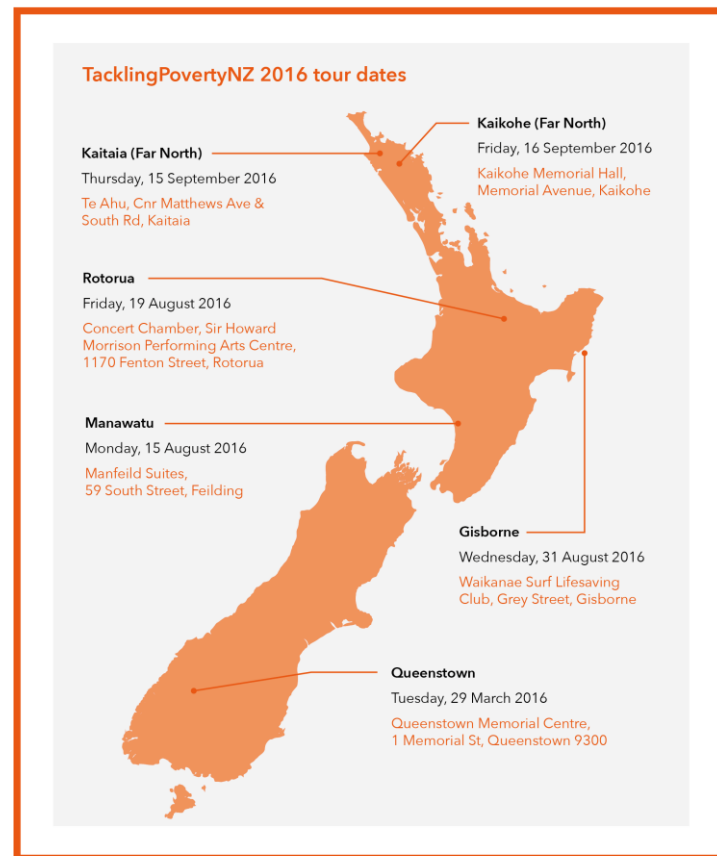 TacklingPovertyNZ 2016 tour dates
Kaikohe (Far North)
Friday, 16 September 2016
Kaikohe Memorial Hall,
Memorial Avenue, Kaikohe
Kaitaia (Far North)
Thursday, 15 September 2016
Te Ahu, Cnr Matthews Ave &
South Rd, Kaitaia
Rotorua
Friday, 19 August 2016
Concert Chamber, Sir Howard
Morrison Performing Arts Centre,
1170 Fenton Street, Rotorua
Manawatu
Monday, 15 August 2016
Manfeild Suites,
59 South Street, Feilding
Gisborne
Wednesday, 31 August 2016
Waikanae Surf Lifesaving
Club, Grey Street, Gisborne
Queenstown
Tuesday, 29 March 2016
Queenstown Memorial Centre,
1 Memorial St, Queenstown 9300